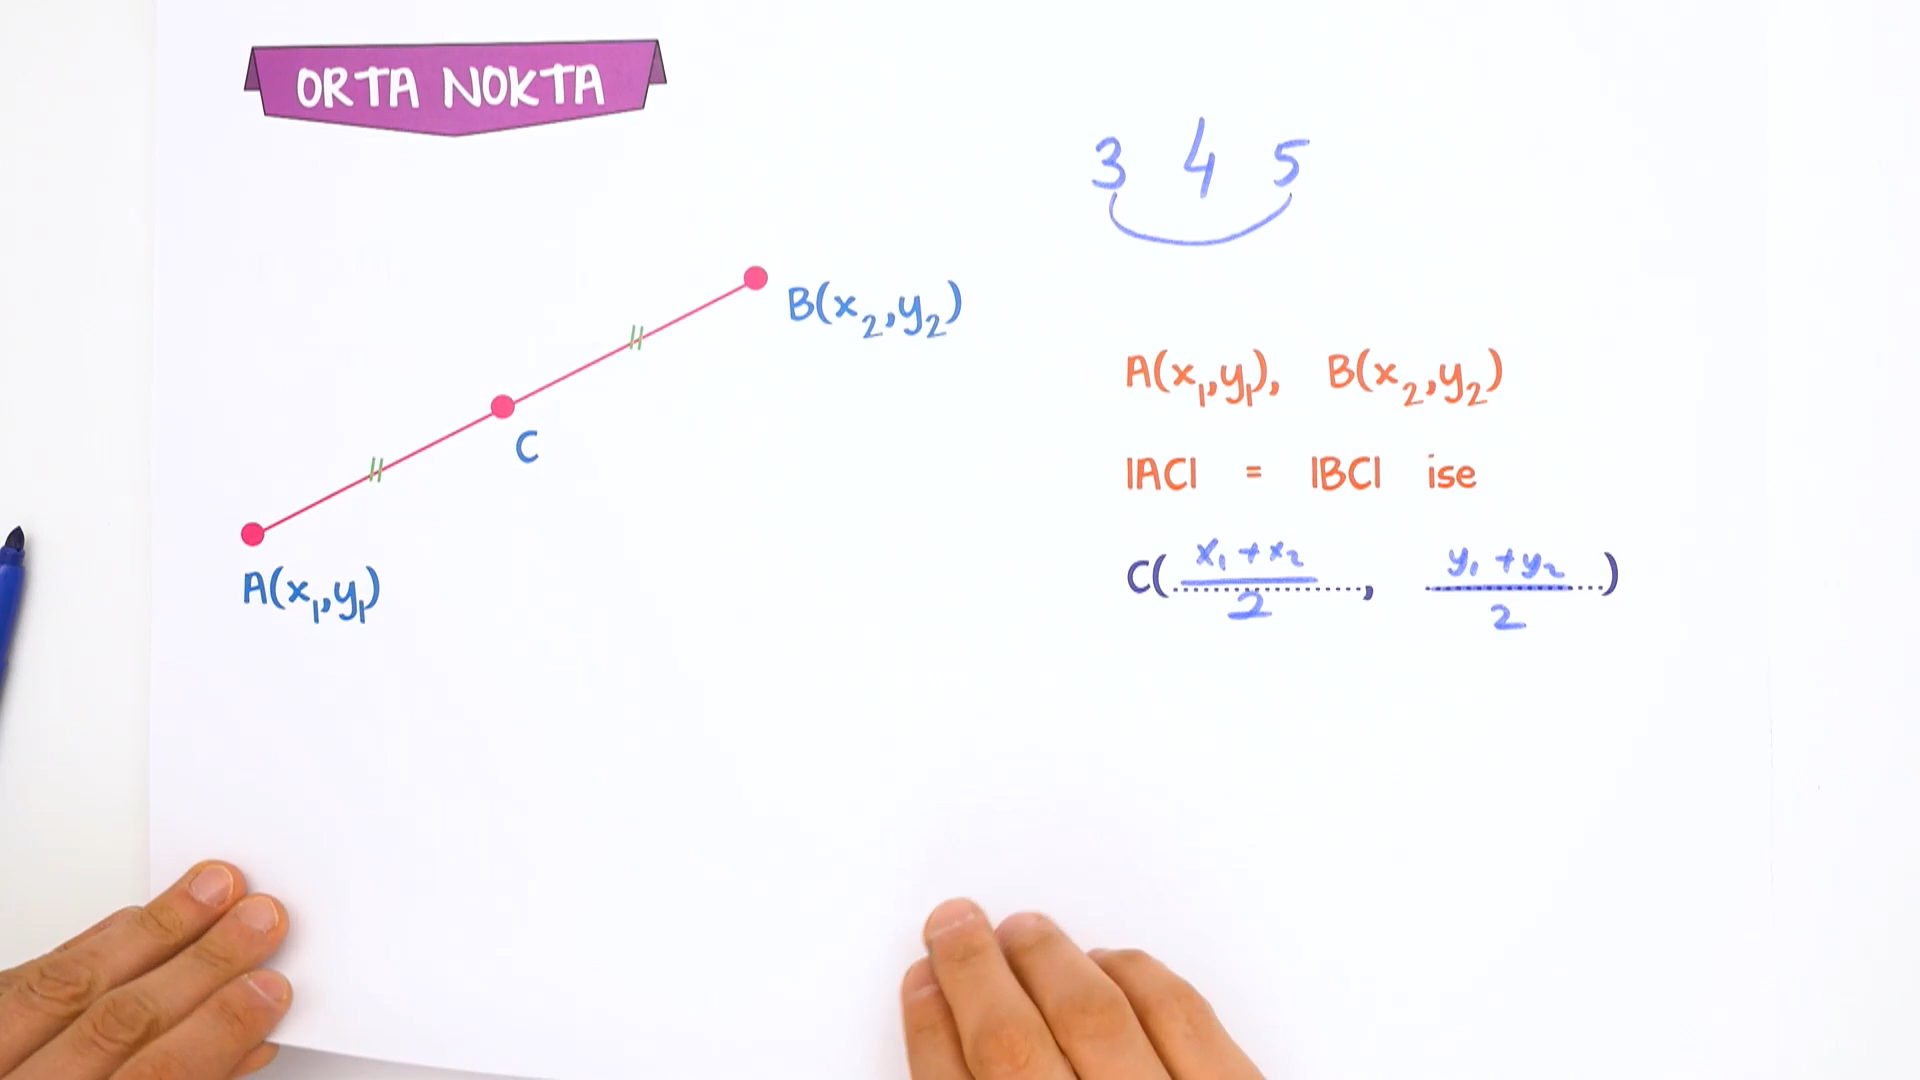 ORTA NOKTA
3 4 5
B(x₂,y₂)
C
A(x₁,y₁)
A(x₁,y₁), B(x₂,y₂)
|AC| = |BC| ise
C(x₁+x₂/2, y₁+y₂/2)